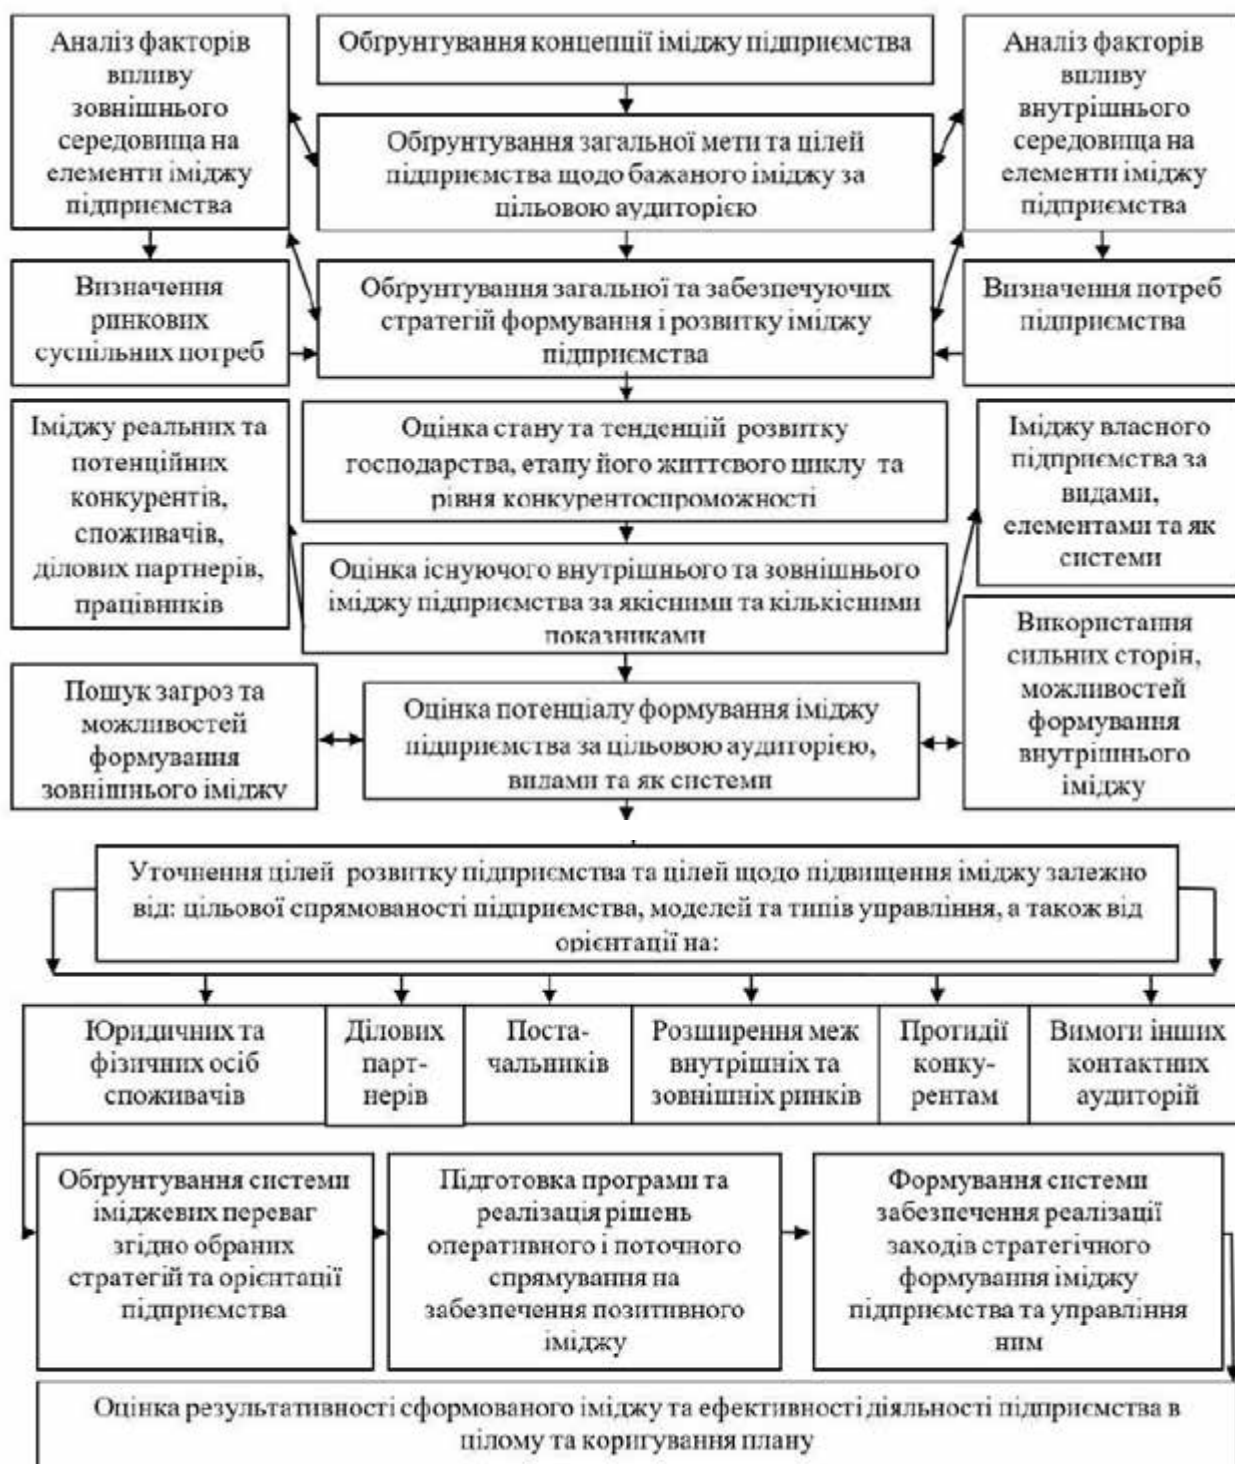 Аналіз факторів
впливу
зовнішнього
середовища на
елементи іміджу
підприємства
Обґрунтування концепції іміджу підприємства
Аналіз факторів
впливу
внутрішнього
середовища на
елементи іміджу
підприємства
Обґрунтування загальної мети та цілей
підприємства щодо бажаного іміджу за
цільовою аудиторією
Визначення
ринкових
суспільних потреб
Обґрунтування загальної та забезпечуючих
стратегій формування і розвитку іміджу
підприємства
Визначення потреб
підприємства
Іміджу реальних та
потенційних
конкурентів,
споживачів,
ділових партнерів,
працівників
Оцінка стану та тенденцій розвитку
господарства, етапу його життєвого циклу та
рівня конкурентоспроможності
Іміджу власного
підприємства за
видами,
елементами та як
системи
Оцінка існуючого внутрішнього та зовнішнього
іміджу підприємства за якісними та кількісними
показниками
Пошук загроз та
можливостей
формування
зовнішнього іміджу
Оцінка потенціалу формування іміджу
підприємства за цільовою аудиторією,
видами та як системи
Використання
сильних сторін,
можливостей
формування
внутрішнього
іміджу
Уточнення цілей розвитку підприємства та цілей щодо підвищення іміджу залежно
від: цільової спрямованості підприємства, моделей та типів управління, а також від
орієнтації на:
Юридичних та
фізичних осіб
споживачів
Ділових
парт-
нерів
Поста-
чальників
Розширення меж
внутрішніх та
зовнішніх ринків
Протидії
конку-
рентам
Вимоги інших
контактних
аудиторій
Обґрунтування системи
іміджевих переваг
згідно обраних
стратегій та орієнтації
підприємства
Підготовка програми та
реалізація рішень
оперативного і поточного
спрямування на
забезпечення позитивного
іміджу
Формування системи
забезпечення реалізації
заходів стратегічного
формування іміджу
підприємства та управління
ним
Оцінка результативності сформованого іміджу та ефективності діяльності підприємства в
цілому та коригування плану